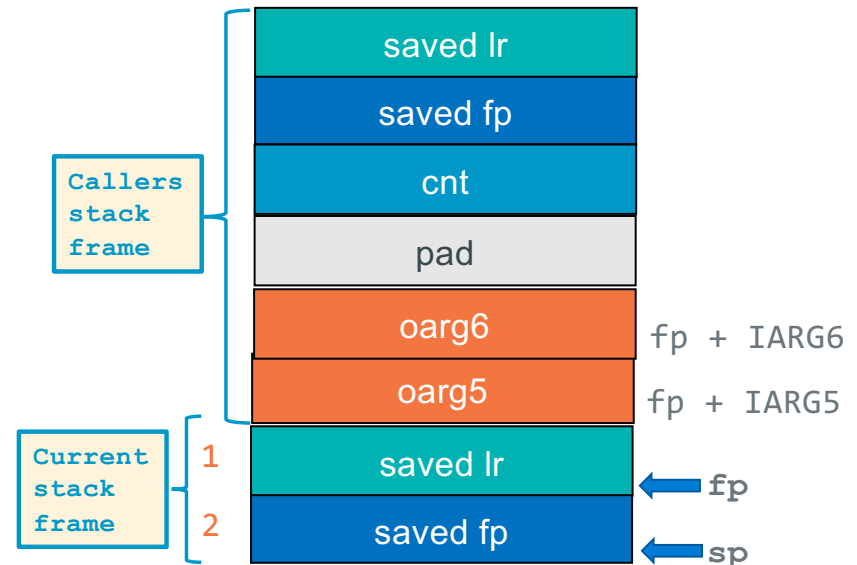 saved lr
saved fp
cnt
Callers
stack
frame
pad
oarg6
fp + IARG6
oarg5
fp + IARG5
Current
stack
frame
1
saved lr
fp
2
saved fp
sp